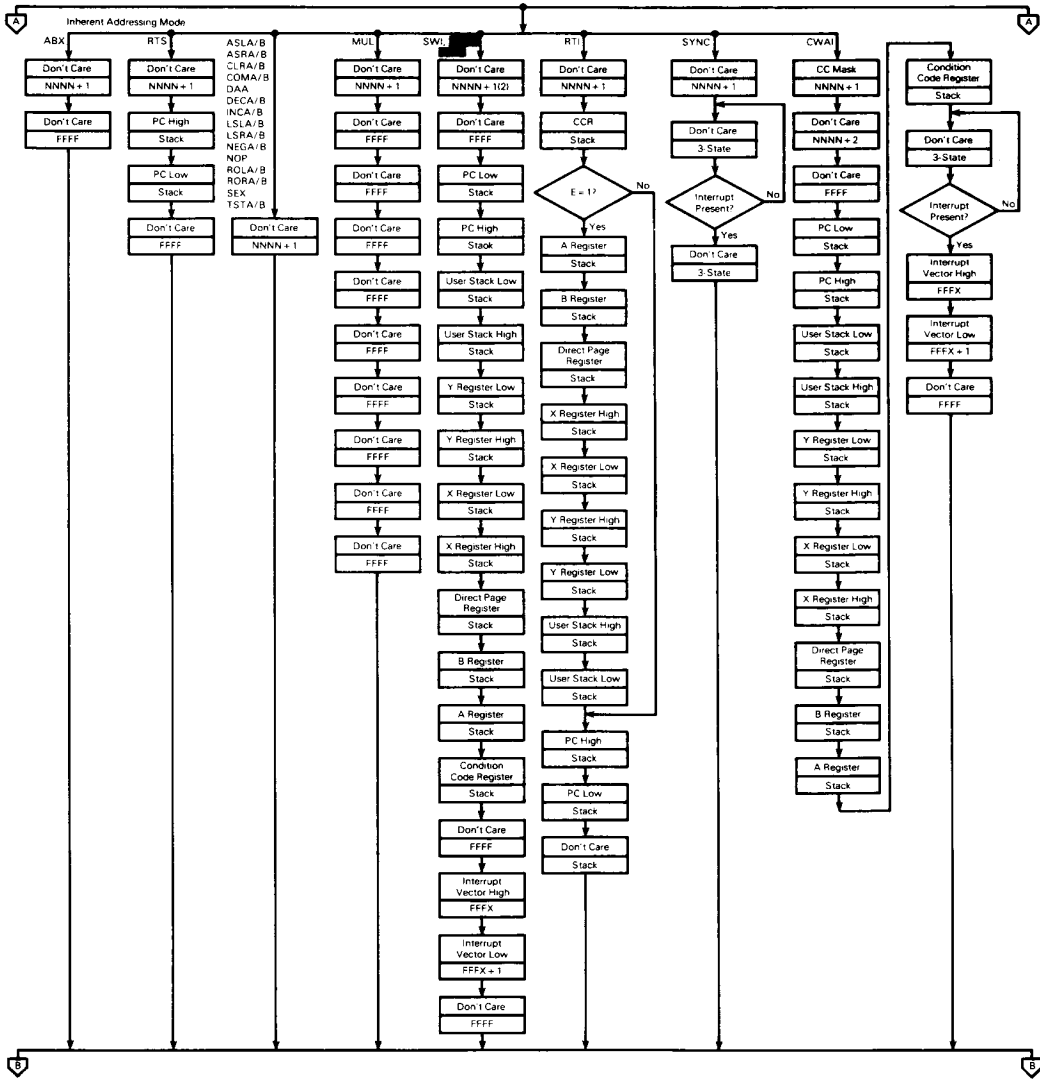 A
A
Inherent Addressing Mode
ABX
Don't Care
NNNN + 1
Don't Care
FFFF
RTS
Don't Care
NNNN + 1
PC High
Stack
PC Low
Stack
Don't Care
FFFF
ASLA/B
ASRA/B
CLRA/B
COMA/B
DAA
DECA/B
INCA/B
LSLA/B
LSRA/B
NEGA/B
NOP
ROLA/B
RORA/B
SEX
TSTA/B
Don't Care
NNNN + 1
MUL
Don't Care
NNNN + 1
Don't Care
FFFF
Don't Care
FFFF
Don't Care
FFFF
Don't Care
FFFF
Don't Care
FFFF
Don't Care
FFFF
Don't Care
FFFF
Don't Care
FFFF
Don't Care
FFFF
SWI,
Don't Care
NNNN + 1(2)
Don't Care
FFFF
PC Low
Stack
PC High
Stack
User Stack Low
Stack
User Stack High
Stack
Y Register Low
Stack
Y Register High
Stack
X Register Low
Stack
X Register High
Stack
Direct Page
Register
Stack
B Register
Stack
A Register
Stack
Condition
Code Register
Stack
Don't Care
FFFF
Interrupt
Vector High
FFFX
Interrupt
Vector Low
FFFX + 1
Don't Care
FFFF
RTI
Don't Care
NNNN + 1
CCR
Stack
E = 1?
No
Yes
A Register
Stack
B Register
Stack
Direct Page
Register
Stack
X Register High
Stack
X Register Low
Stack
Y Register High
Stack
Y Register Low
Stack
User Stack High
Stack
User Stack Low
Stack
PC High
Stack
PC Low
Stack
Don't Care
Stack
SYNC
Don't Care
NNNN + 1
Don't Care
3-State
Interrupt
Present?
No
Yes
Don't Care
3-State
CWAI
CC Mask
NNNN + 1
Don't Care
NNNN + 2
Don't Care
FFFF
PC Low
Stack
PC High
Stack
User Stack Low
Stack
User Stack High
Stack
Y Register Low
Stack
Y Register High
Stack
X Register Low
Stack
X Register High
Stack
Direct Page
Register
Stack
B Register
Stack
A Register
Stack
Condition
Code Register
Stack
Don't Care
3-State
Interrupt
Present?
No
Yes
Interrupt
Vector High
FFFX
Interrupt
Vector Low
FFFX + 1
Don't Care
FFFF
B
B